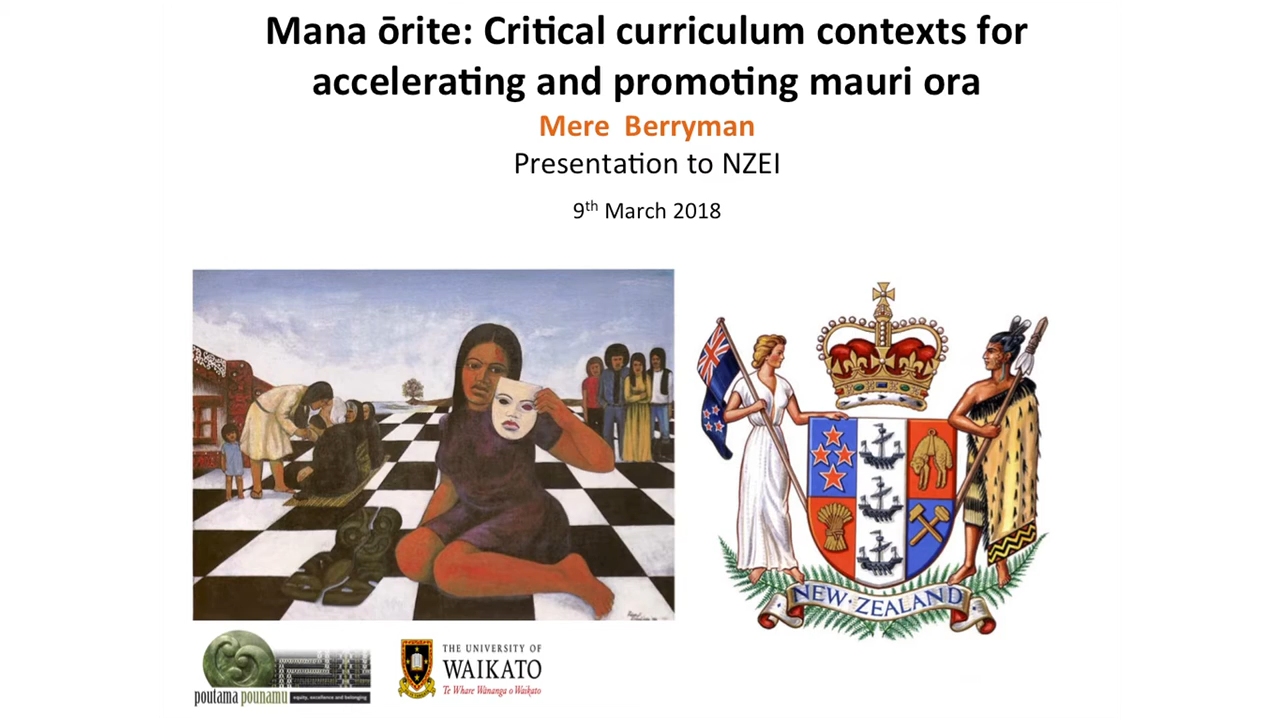 Mana ōrite: Critical curriculum contexts for
accelerating and promoting mauri ora
Mere Berryman
Presentation to NZEI
9th March 2018
NEW·ZEALAND
poutama pounamu
equity, excellence and belonging
THE UNIVERSITY OF
WAIKATO
Te Whare Wānanga o Waikato